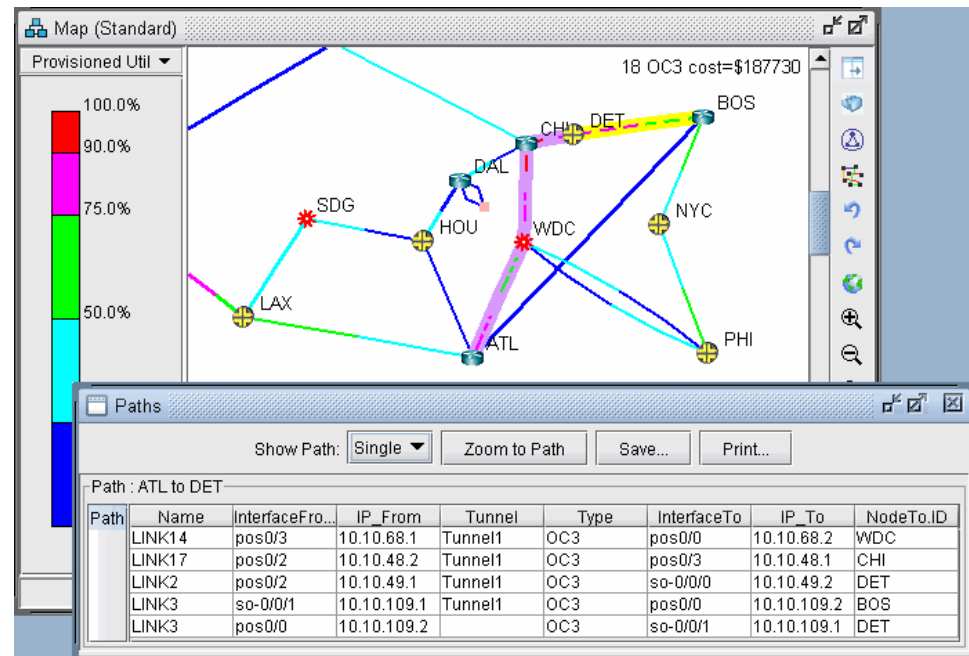 Map (Standard)
Provisioned Util
18 OC3 cost=$187730
100.0%
90.0%
75.0%
50.0%
BOS
DET
CHI
DAL
SDG
HOU
WDC
NYC
LAX
ATL
PHI
Paths
Show Path: Single Zoom to Path Save... Print...
Path : ATL to DET
Path Name InterfaceFro... IP_From Tunnel Type InterfaceTo IP_To NodeTo.ID
LINK14 pos0/3 10.10.68.1 Tunnel1 OC3 pos0/0 10.10.68.2 WDC
LINK17 pos0/2 10.10.48.2 Tunnel1 OC3 pos0/3 10.10.48.1 CHI
LINK2 pos0/2 10.10.49.1 Tunnel1 OC3 so-0/0/0 10.10.49.2 DET
LINK3 so-0/0/1 10.10.109.1 Tunnel1 OC3 pos0/0 10.10.109.2 BOS
LINK3 pos0/0 10.10.109.2 OC3 so-0/0/1 10.10.109.1 DET